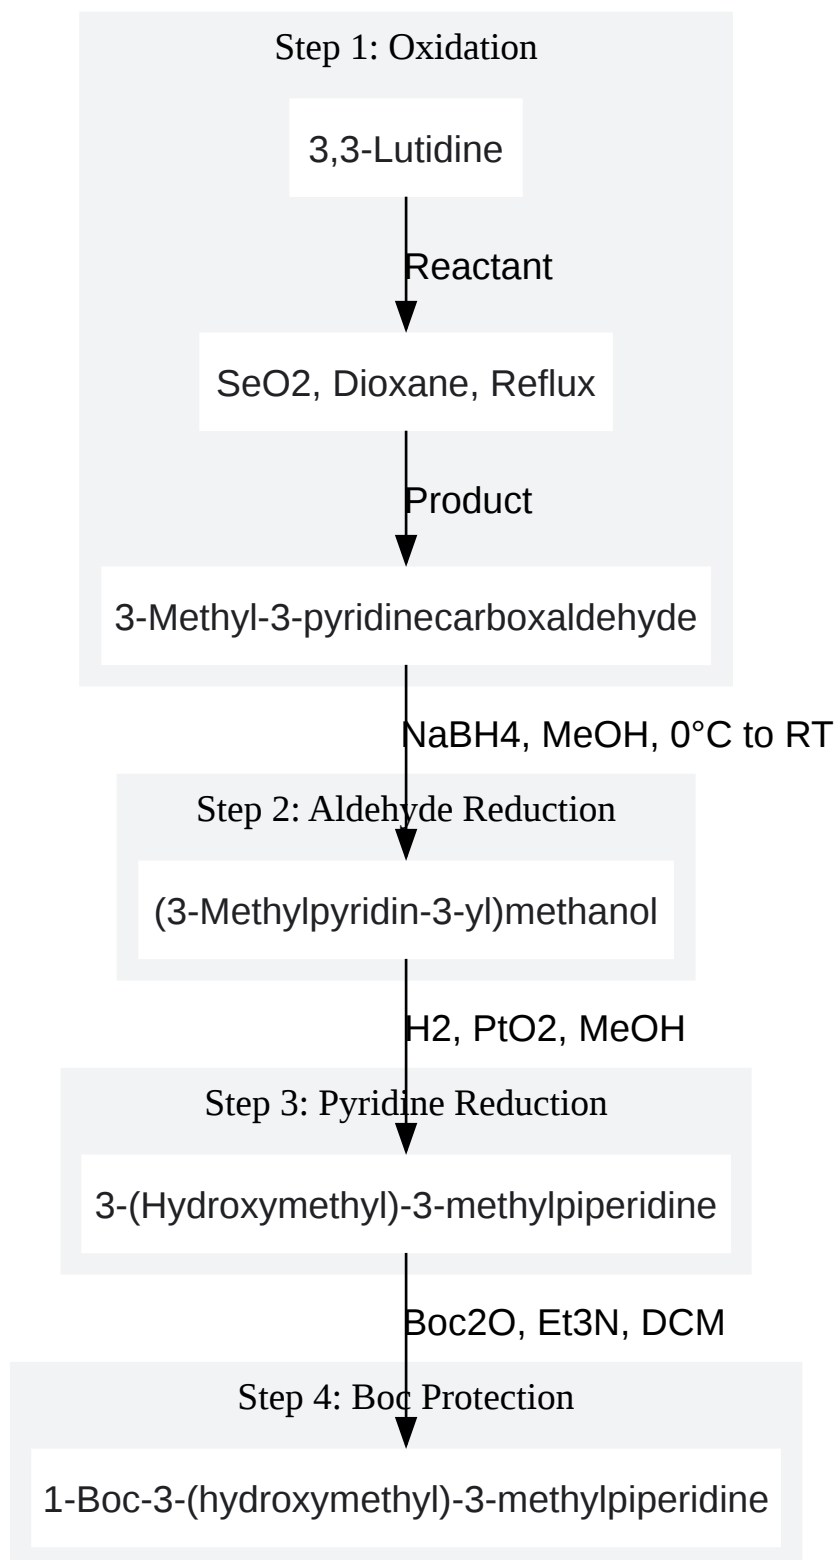 Step 1: Oxidation
3,3-Lutidine
Reactant
SeO2, Dioxane, Reflux
Product
3-Methyl-3-pyridinecarboxaldehyde
NaBH4, MeOH, 0°C to RT
Step 2: Aldehyde Reduction
(3-Methylpyridin-3-yl)methanol
H2, PtO2, MeOH
Step 3: Pyridine Reduction
3-(Hydroxymethyl)-3-methylpiperidine
Boc2O, Et3N, DCM
Step 4: Boc Protection
1-Boc-3-(hydroxymethyl)-3-methylpiperidine